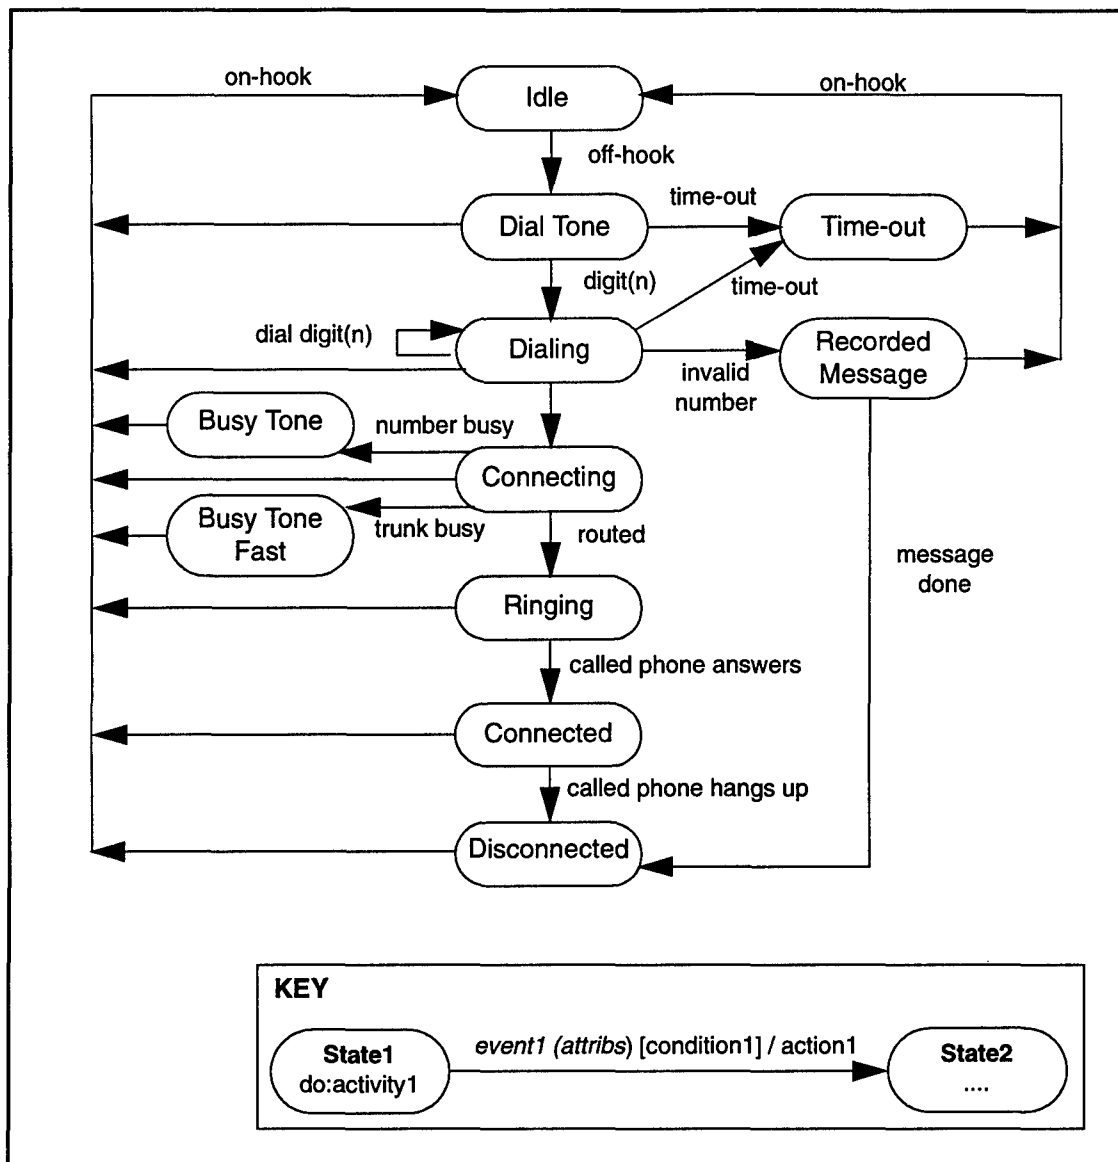 on-hook
Idle
on-hook
off-hook
time-out
Dial Tone
Time-out
digit(n)
time-out
dial digit(n)
Dialing
Recorded
Message
invalid
number
Busy Tone
number busy
Connecting
Busy Tone
Fast
trunk busy
routed
message
done
Ringing
called phone answers
Connected
called phone hangs up
Disconnected
KEY
State1
do:activity1
event1 (attribs) [condition1] / action1
State2
....